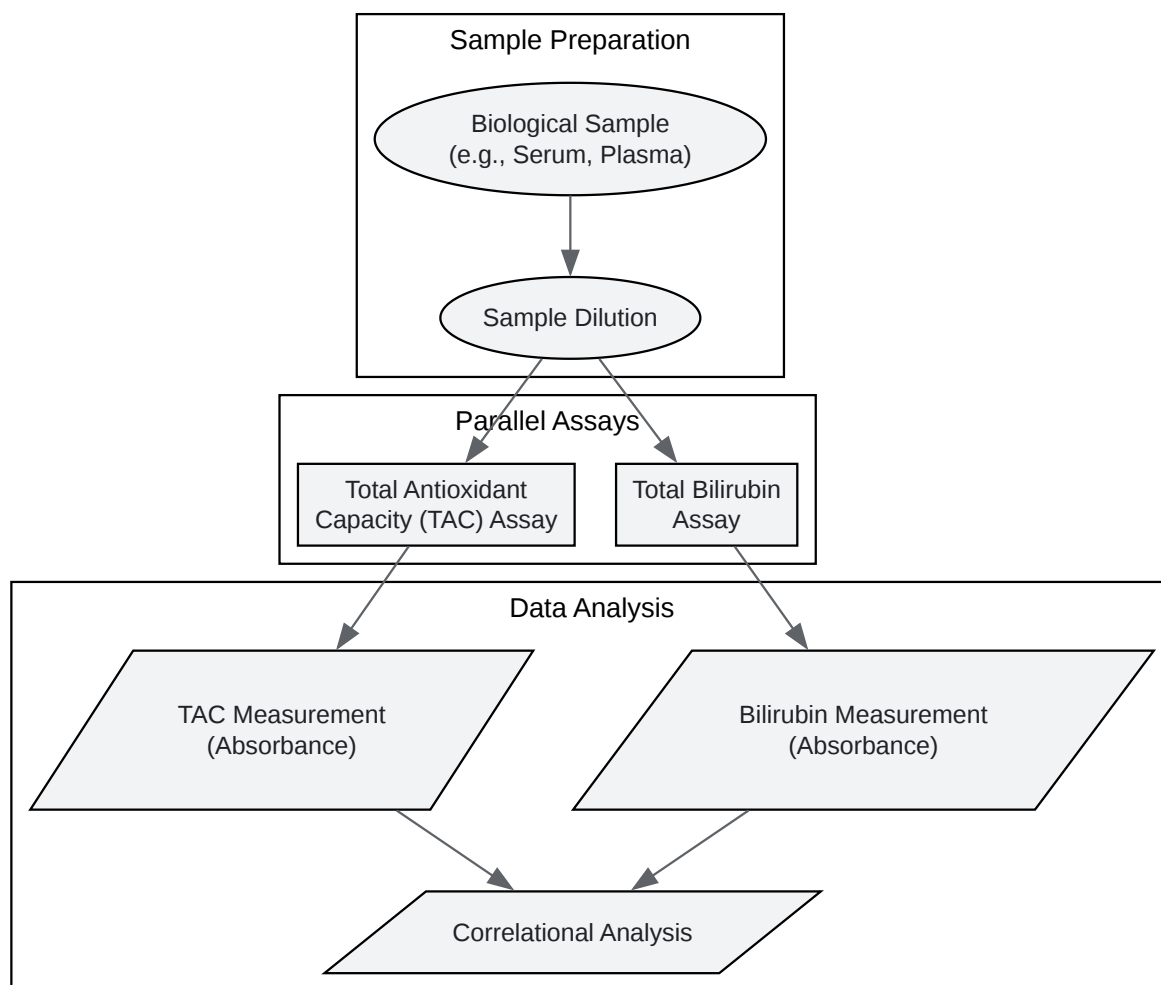 Sample Preparation
Biological Sample
(e.g., Serum, Plasma)
Sample Dilution
Parallel Assays
Total Antioxidant
Capacity (TAC) Assay
Total Bilirubin
Assay
Data Analysis
TAC Measurement
(Absorbance)
Bilirubin Measurement
(Absorbance)
Correlational Analysis